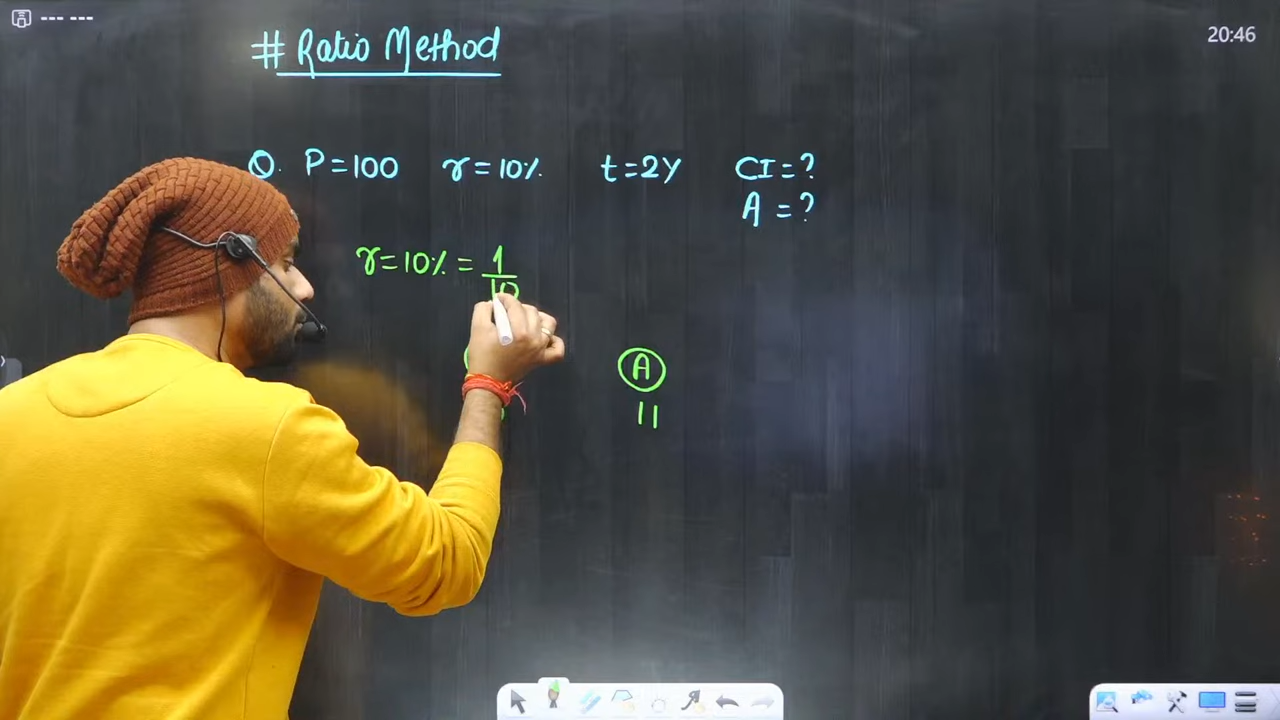 20:46
# Ratio Method
Q. P=100 r=10% t=2Y CI=?
A =?
r=10% = 1/10
A
11